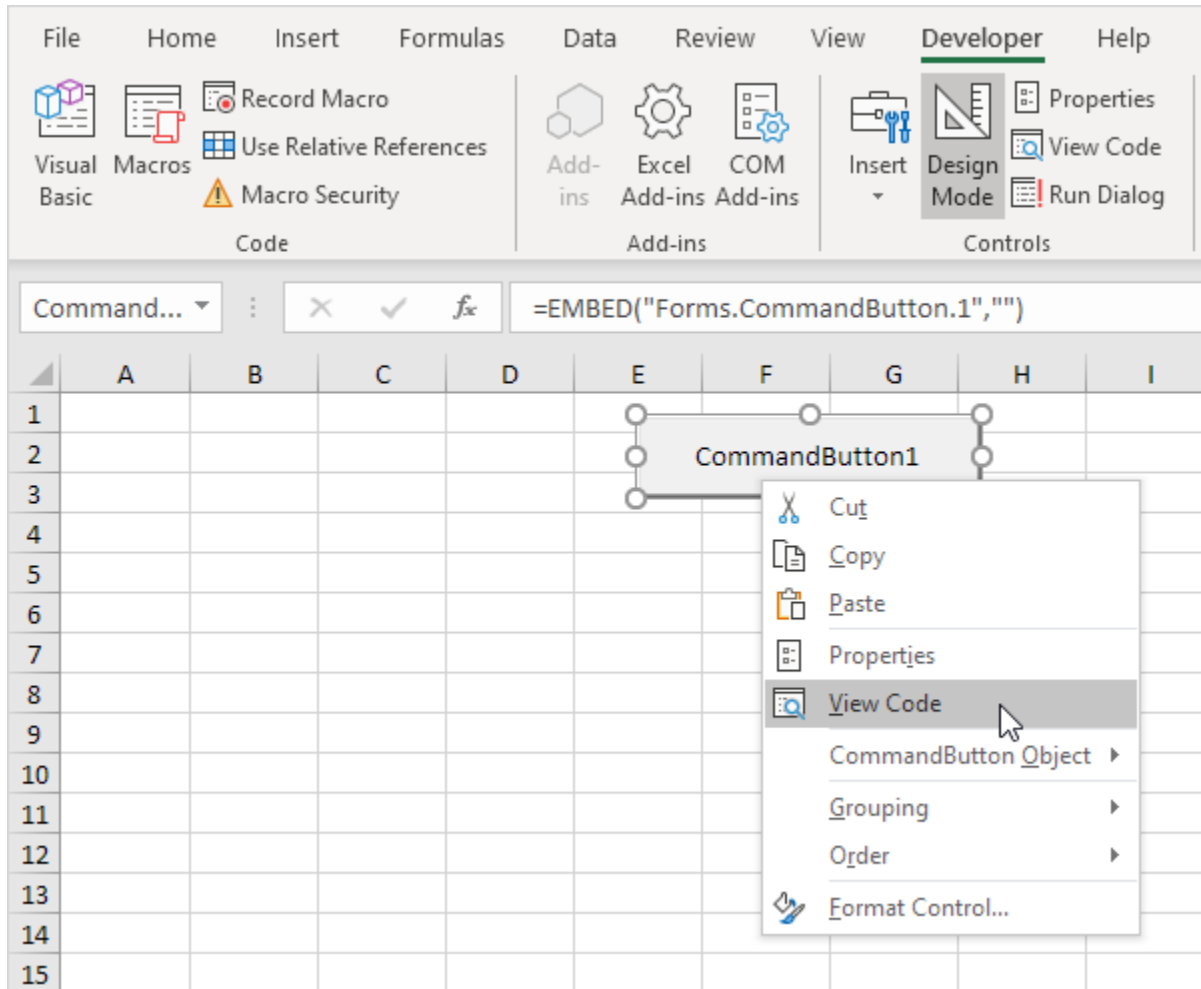 File Home Insert Formulas Data Review View Developer Help
Record Macro
Use Relative References
Macro Security
Visual Basic
Macros
Code
Add-ins
Excel Add-ins
COM Add-ins
Add-ins
Insert
Design Mode
Properties
View Code
Run Dialog
Controls
Command... fx =EMBED("Forms.CommandButton.1","")
A B C D E F G H I
1
2 CommandButton1
3
4
5
6
7
8
9
10
11
12
13
14
15
Cut
Copy
Paste
Properties
View Code
CommandButton Object
Grouping
Order
Format Control...